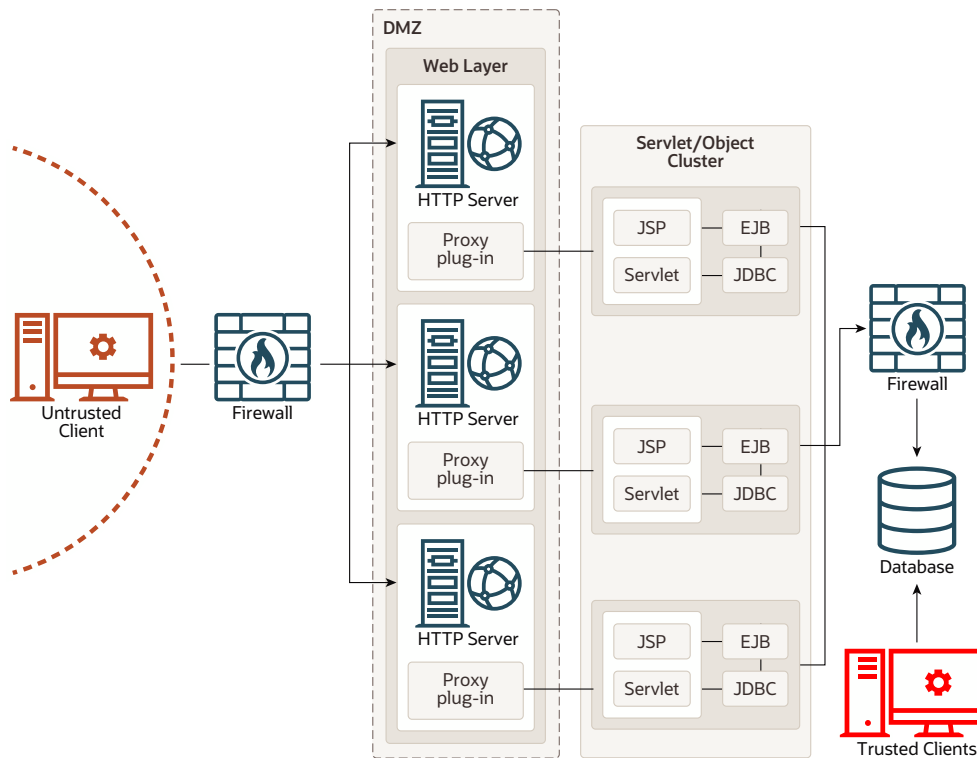 DMZ
Web Layer
HTTP Server
Proxy
plug-in
HTTP Server
Proxy
plug-in
HTTP Server
Proxy
plug-in
Servlet/Object
Cluster
JSP
EJB
Servlet
JDBC
JSP
EJB
Servlet
JDBC
JSP
EJB
Servlet
JDBC
Untrusted
Client
Firewall
Firewall
Database
Trusted Clients